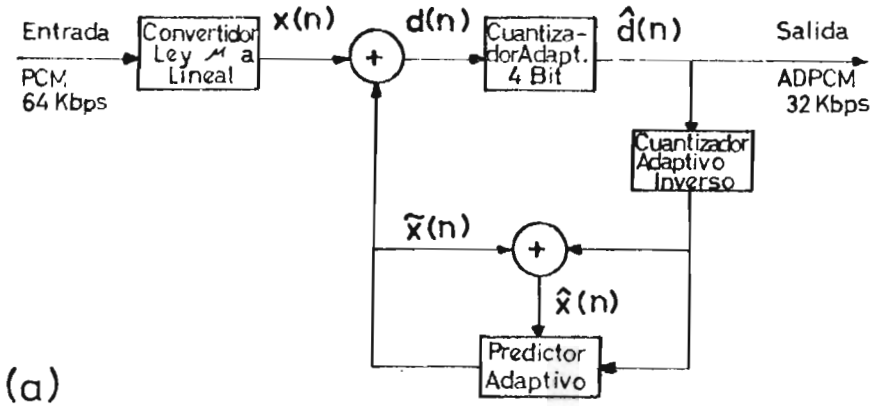 Entrada
PCM
64 Kbps
Convertidor
Ley μ a
Lineal
x(n)
+
d(n)
Cuantiza-
dorAdapt.
4 Bit
d̂(n)
Salida
ADPCM
32 Kbps
Cuantizador
Adaptivo
Inverso
x̃(n)
+
x̂(n)
Predictor
Adaptivo
(a)